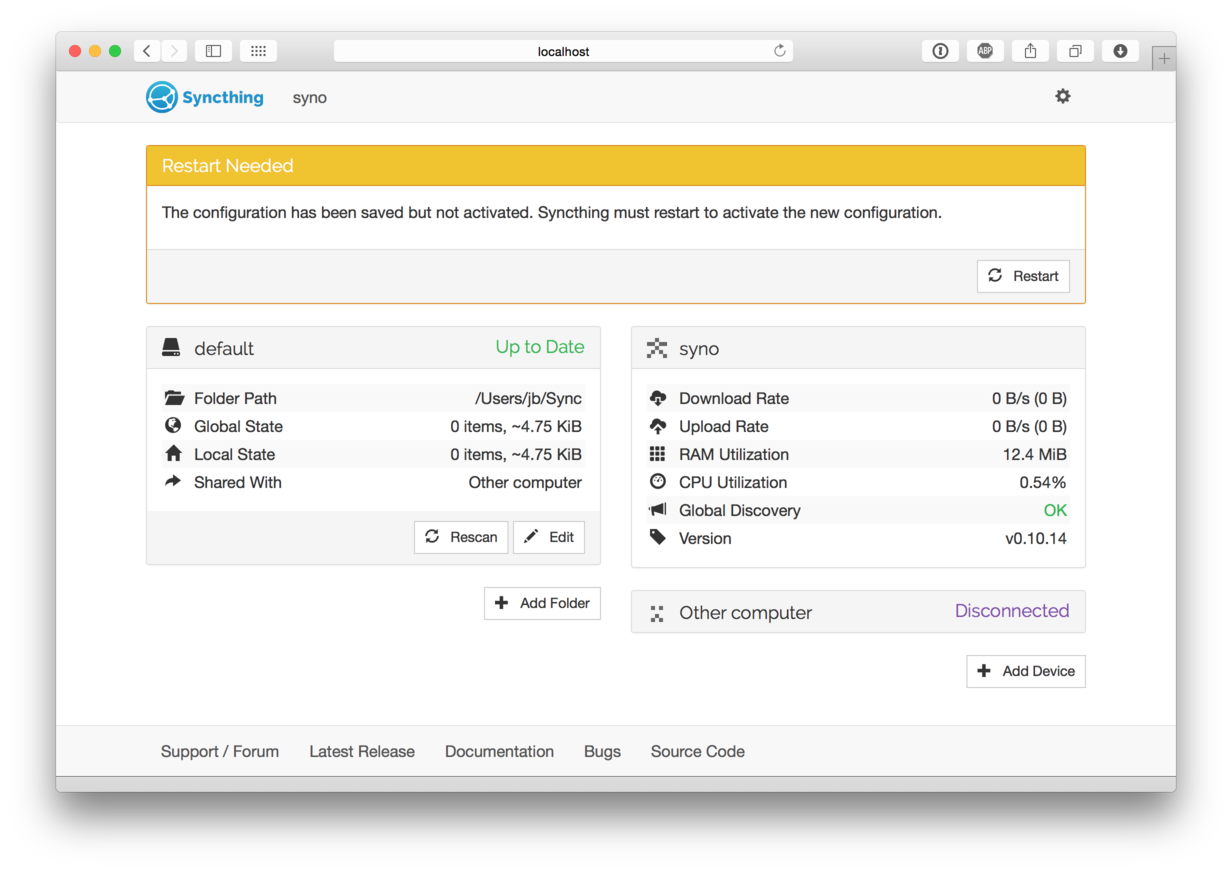 localhost
ABP
Syncthing syno
Restart Needed
The configuration has been saved but not activated. Syncthing must restart to activate the new configuration.
Restart
default Up to Date
Folder Path /Users/jb/Sync
Global State 0 items, ~4.75 KiB
Local State 0 items, ~4.75 KiB
Shared With Other computer
Rescan Edit
Add Folder
syno
Download Rate 0 B/s (0 B)
Upload Rate 0 B/s (0 B)
RAM Utilization 12.4 MiB
CPU Utilization 0.54%
Global Discovery OK
Version v0.10.14
Other computer Disconnected
Add Device
Support / Forum Latest Release Documentation Bugs Source Code